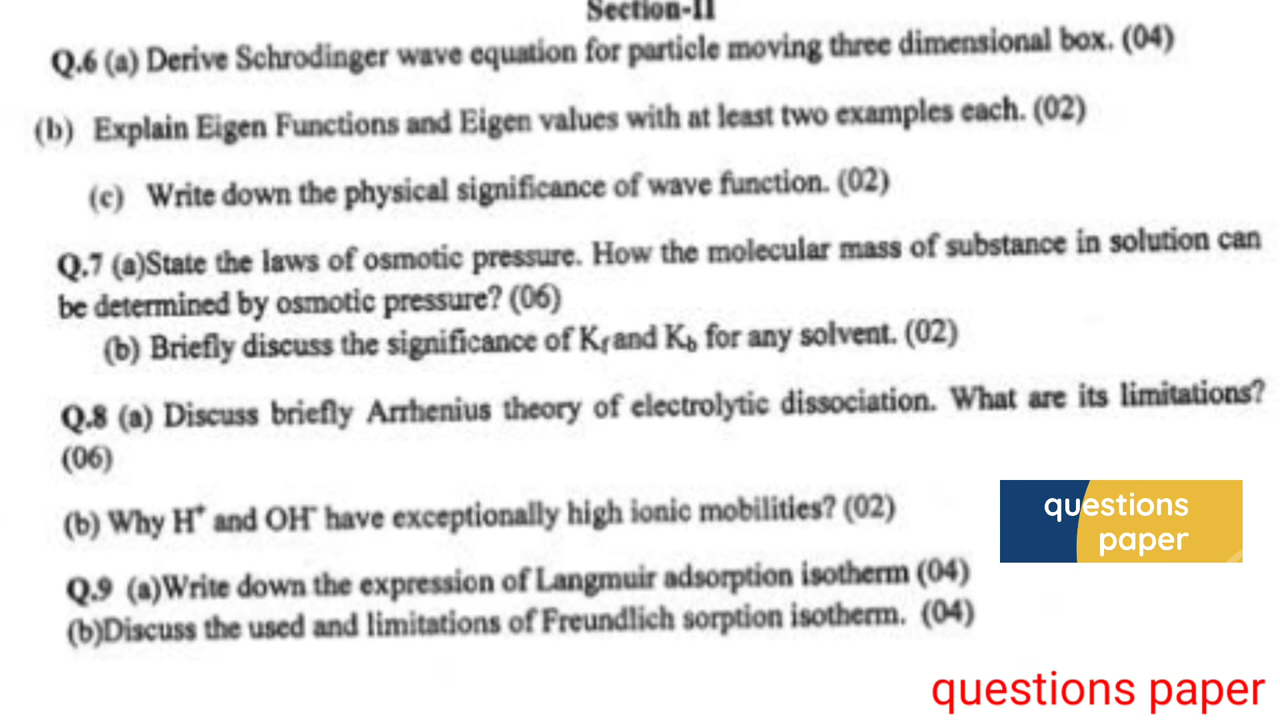 Section-II
Q.6 (a) Derive Schrodinger wave equation for particle moving three dimensional box. (04)
(b) Explain Eigen Functions and Eigen values with at least two examples each. (02)
(c) Write down the physical significance of wave function. (02)
Q.7 (a)State the laws of osmotic pressure. How the molecular mass of substance in solution can
be determined by osmotic pressure? (06)
(b) Briefly discuss the significance of Kf and Kb for any solvent. (02)
Q.8 (a) Discuss briefly Arrhenius theory of electrolytic dissociation. What are its limitations?
(06)
(b) Why H⁺ and OH⁻ have exceptionally high ionic mobilities? (02)
Q.9 (a)Write down the expression of Langmuir adsorption isotherm (04)
(b)Discuss the used and limitations of Freundlich sorption isotherm. (04)
questions
paper
questions paper